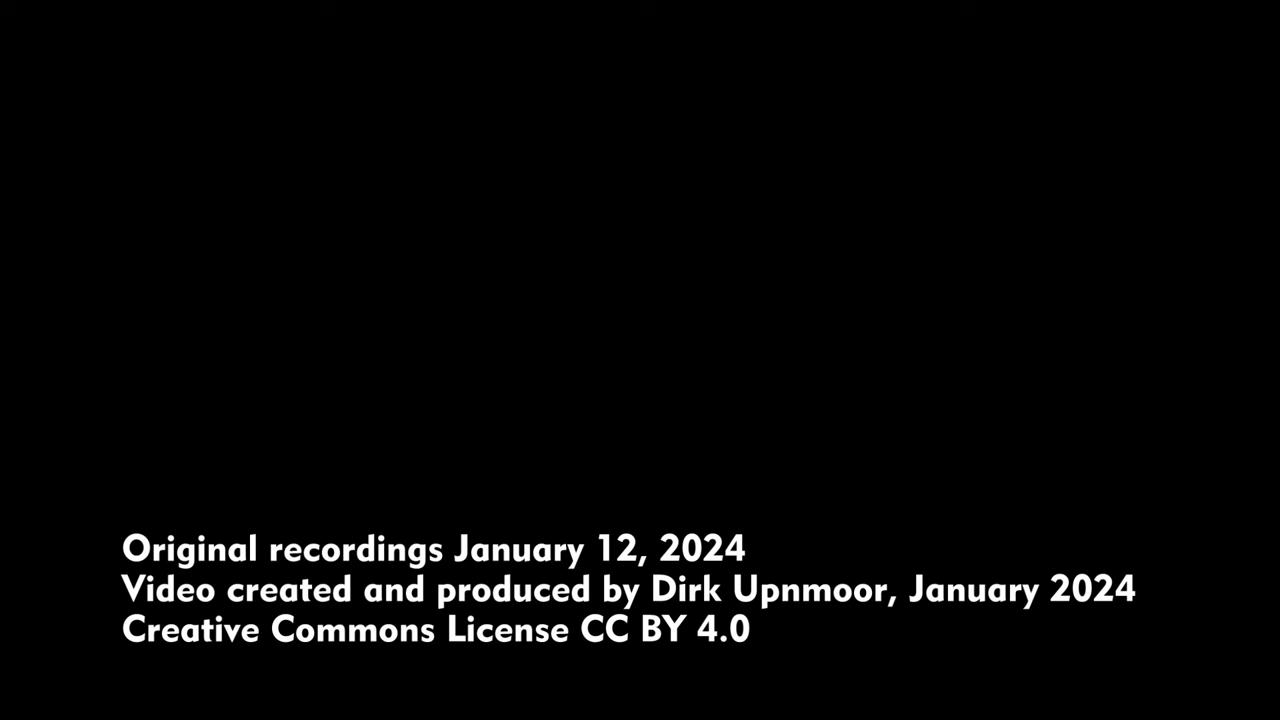 Original recordings January 12, 2024
Video created and produced by Dirk Upnmoor, January 2024
Creative Commons License CC BY 4.0